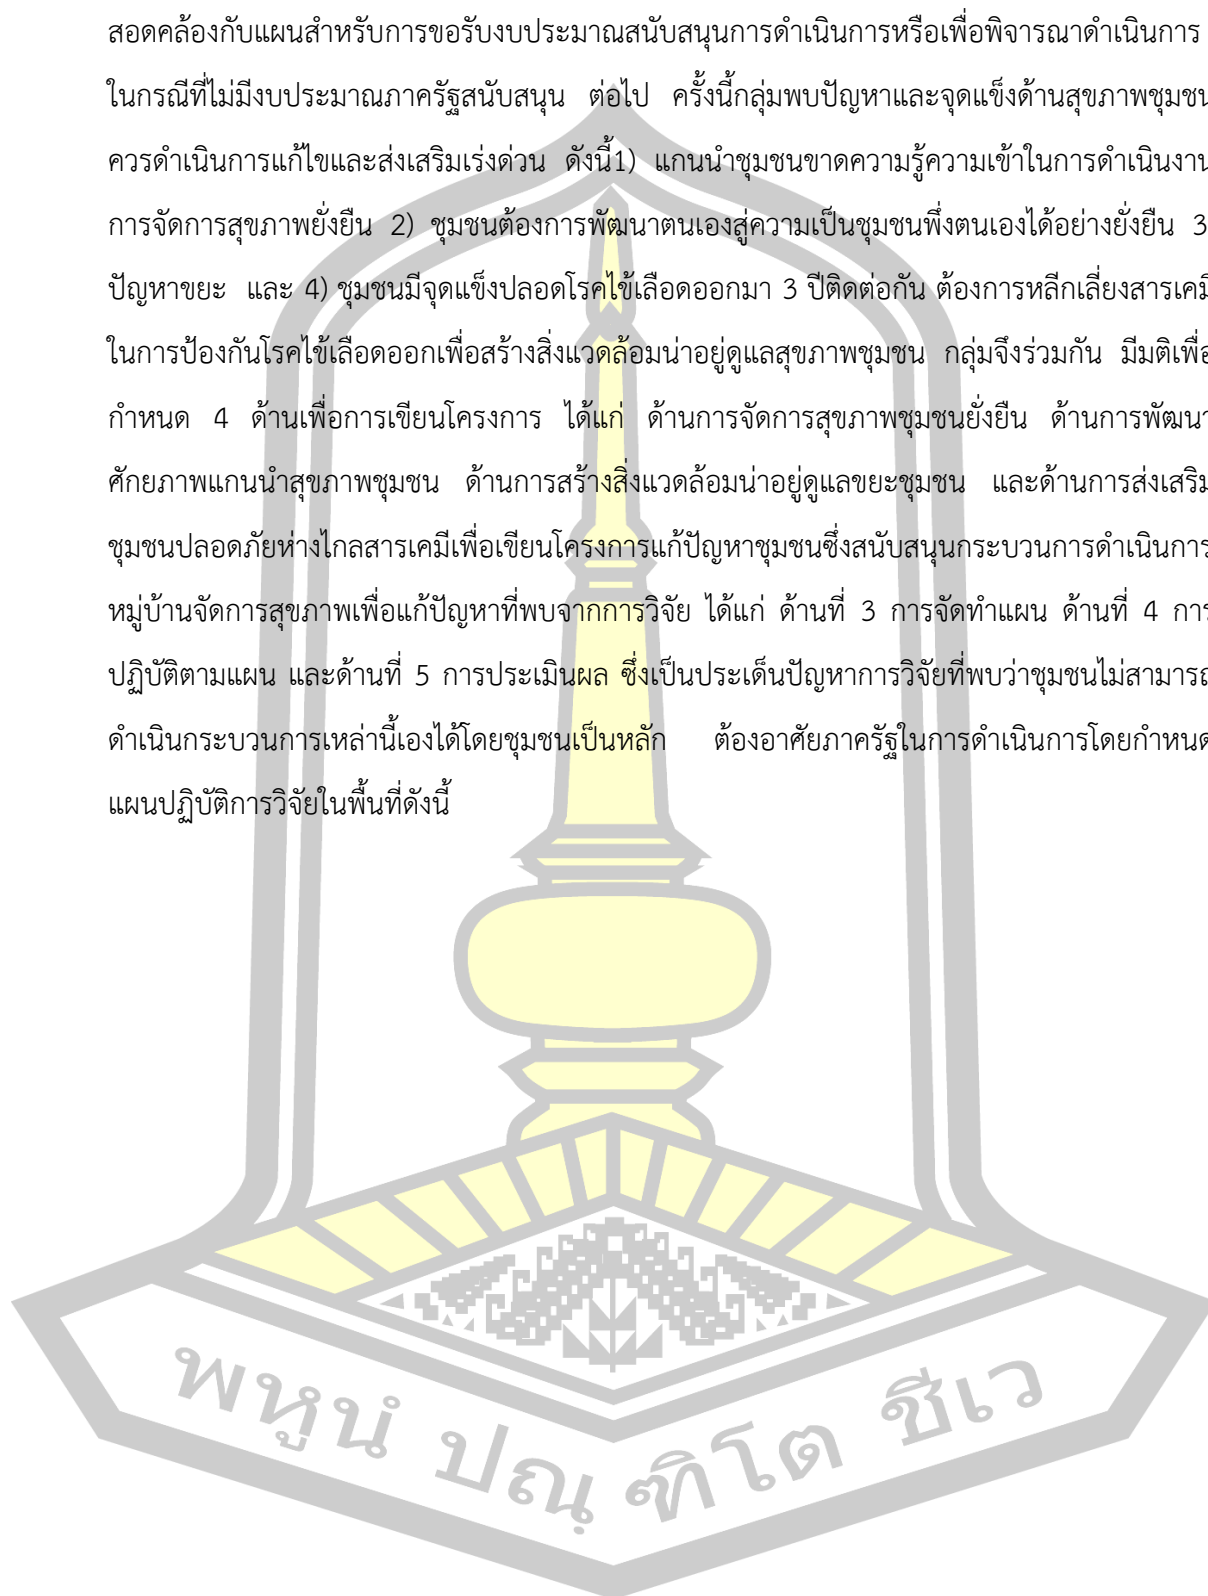 สอดคล้องกับแผนสำหรับการขอรับงบประมาณสนับสนุนการดำเนินการหรือเพื่อพิจารณาดำเนินการ
ในกรณีที่ไม่มีงบประมาณภาครัฐสนับสนุน ต่อไป ครั้งนี้กลุ่มพบปัญหาและจุดแข็งด้านสุขภาพชุมชน
ควรดำเนินการแก้ไขและส่งเสริมเร่งด่วน ดังนี้1) แกนนำชุมชนขาดความรู้ความเข้าในการดำเนินงาน
การจัดการสุขภาพยั่งยืน 2) ชุมชนต้องการพัฒนาตนเองสู่ความเป็นชุมชนพึ่งตนเองได้อย่างยั่งยืน 3
ปัญหาขยะ และ 4) ชุมชนมีจุดแข็งปลอดโรคไข้เลือดออกมา 3 ปีติดต่อกัน ต้องการหลีกเลี่ยงสารเคมี
ในการป้องกันโรคไข้เลือดออกเพื่อสร้างสิ่งแวดล้อมน่าอยู่ดูแลสุขภาพชุมชน กลุ่มจึงร่วมกัน มีมติเพื่อ
กำหนด 4 ด้านเพื่อการเขียนโครงการ ได้แก่ ด้านการจัดการสุขภาพชุมชนยั่งยืน ด้านการพัฒนา
ศักยภาพแกนนำสุขภาพชุมชน ด้านการสร้างสิ่งแวดล้อมน่าอยู่ดูแลขยะชุมชน และด้านการส่งเสริม
ชุมชนปลอดภัยห่างไกลสารเคมีเพื่อเขียนโครงการแก้ปัญหาชุมชนซึ่งสนับสนุนกระบวนการดำเนินการ
หมู่บ้านจัดการสุขภาพเพื่อแก้ปัญหาที่พบจากการวิจัย ได้แก่ ด้านที่ 3 การจัดทำแผน ด้านที่ 4 การ
ปฏิบัติตามแผน และด้านที่ 5 การประเมินผล ซึ่งเป็นประเด็นปัญหาการวิจัยที่พบว่าชุมชนไม่สามารถ
ดำเนินกระบวนการเหล่านี้เองได้โดยชุมชนเป็นหลัก ต้องอาศัยภาครัฐในการดำเนินการโดยกำหนด
แผนปฏิบัติการวิจัยในพื้นที่ดังนี้
พหูนํ ปณฺฑิโต ชีเว